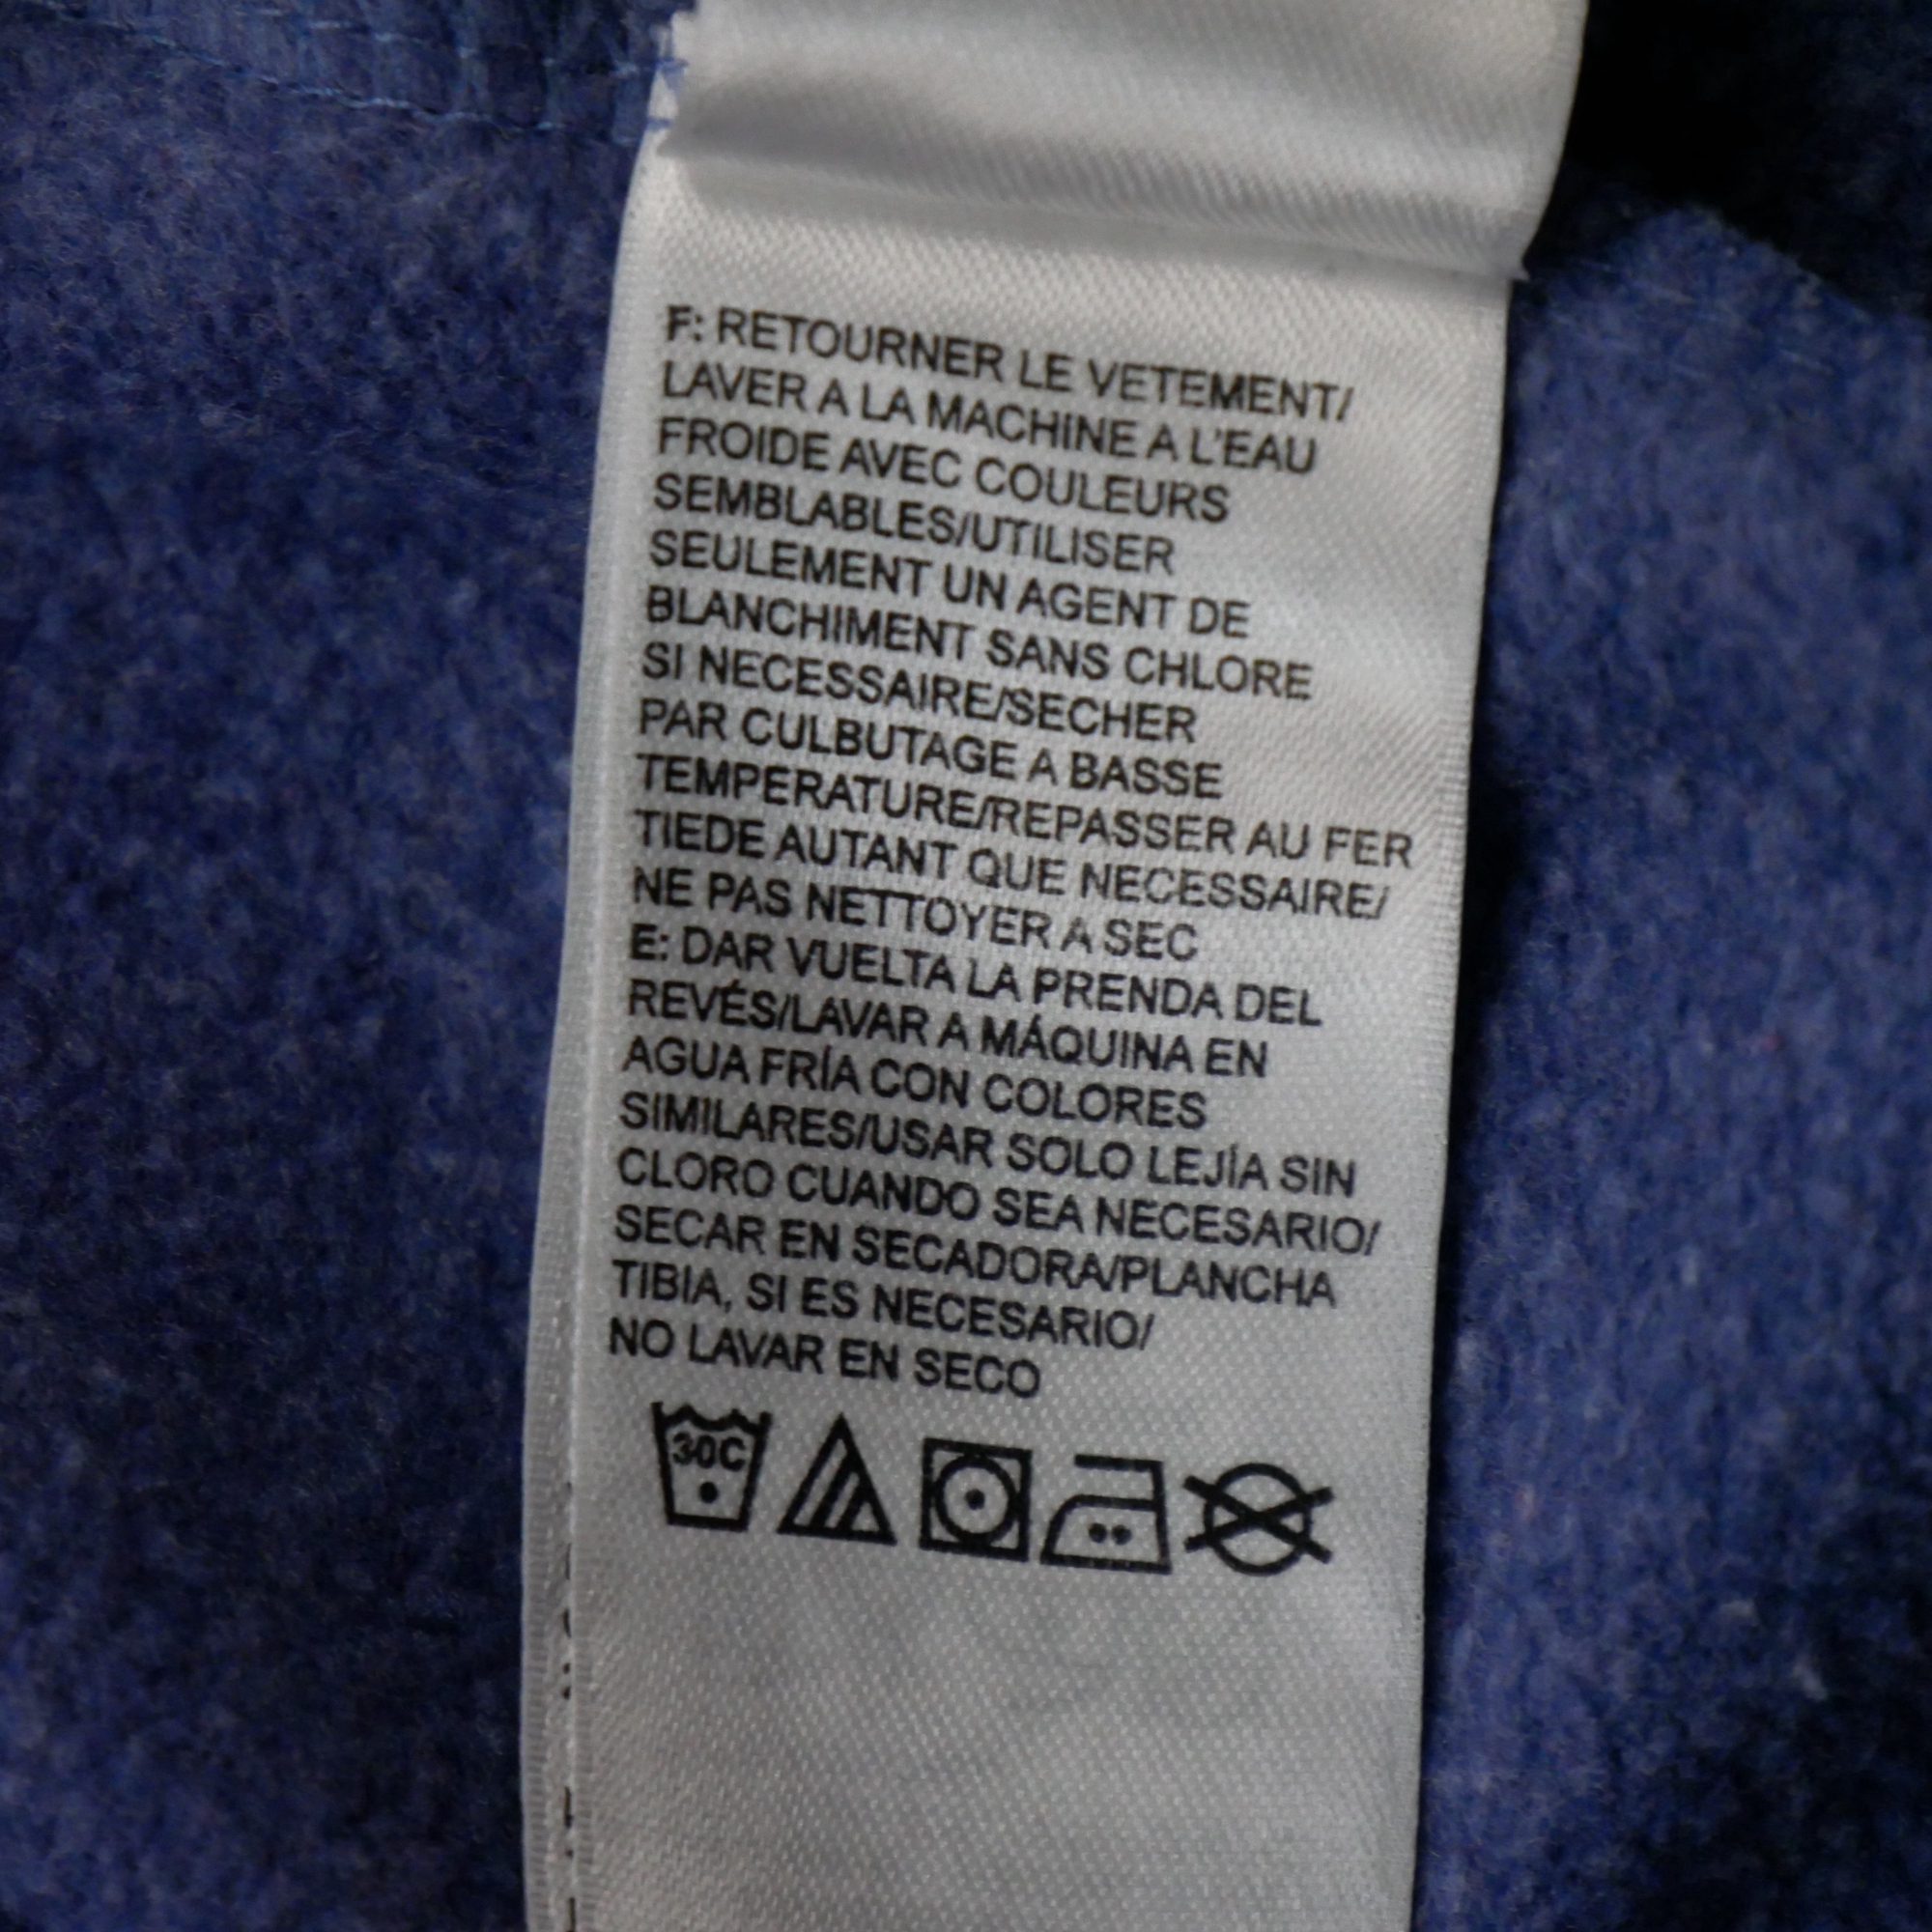 F: RETOURNER LE VETEMENT/
LAVER A LA MACHINE A L'EAU
FROIDE AVEC COULEURS
SEMBLABLES/UTILISER
SEULEMENT UN AGENT DE
BLANCHIMENT SANS CHLORE
SI NECESSAIRE/SECHER
PAR CULBUTAGE A BASSE
TEMPERATURE/REPASSER AU FER
TIEDE AUTANT QUE NECESSAIRE/
NE PAS NETTOYER A SEC
E: DAR VUELTA LA PRENDA DEL
REVÉS/LAVAR A MÁQUINA EN
AGUA FRÍA CON COLORES
SIMILARES/USAR SOLO LEJÍA SIN
CLORO CUANDO SEA NECESARIO/
SECAR EN SECADORA/PLANCHA
TIBIA, SI ES NECESARIO/
NO LAVAR EN SECO
30C